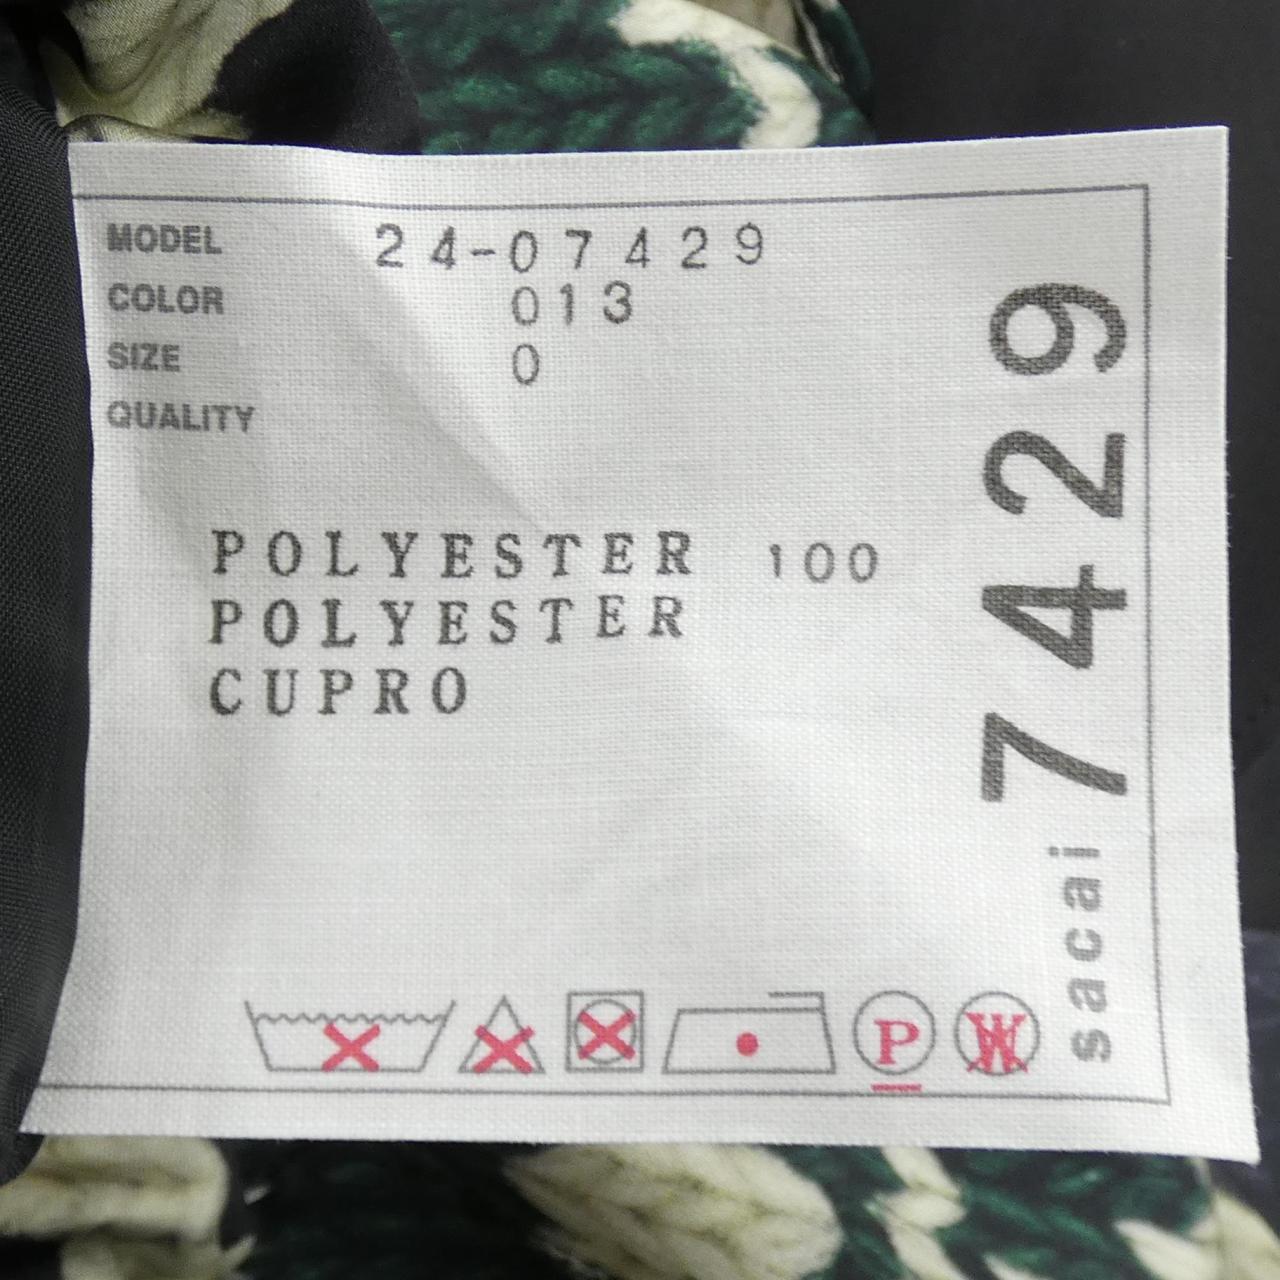 MODEL 24-07429
COLOR 013
SIZE 0
QUALITY
POLYESTER 100
POLYESTER
CUPRO
sacai 7429
P
W